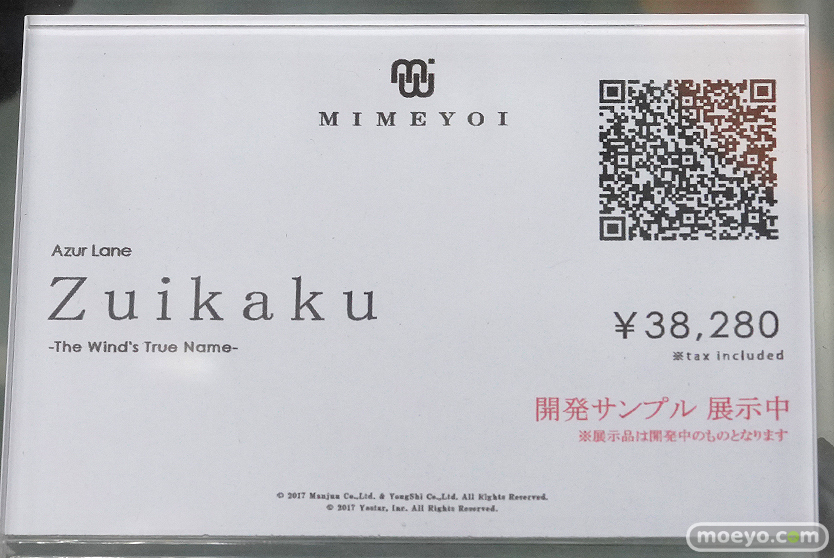 MIMEYOI
Azur Lane
Zuikaku
-The Wind's True Name-
¥38,280
※tax included
開発サンプル 展示中
※展示品は開発中のものとなります
© 2017 Manjuu Co.,Ltd. & YongShi Co.,Ltd. All Rights Reserved.
© 2017 Yostar, Inc. All Rights Reserved.
moeyo.com